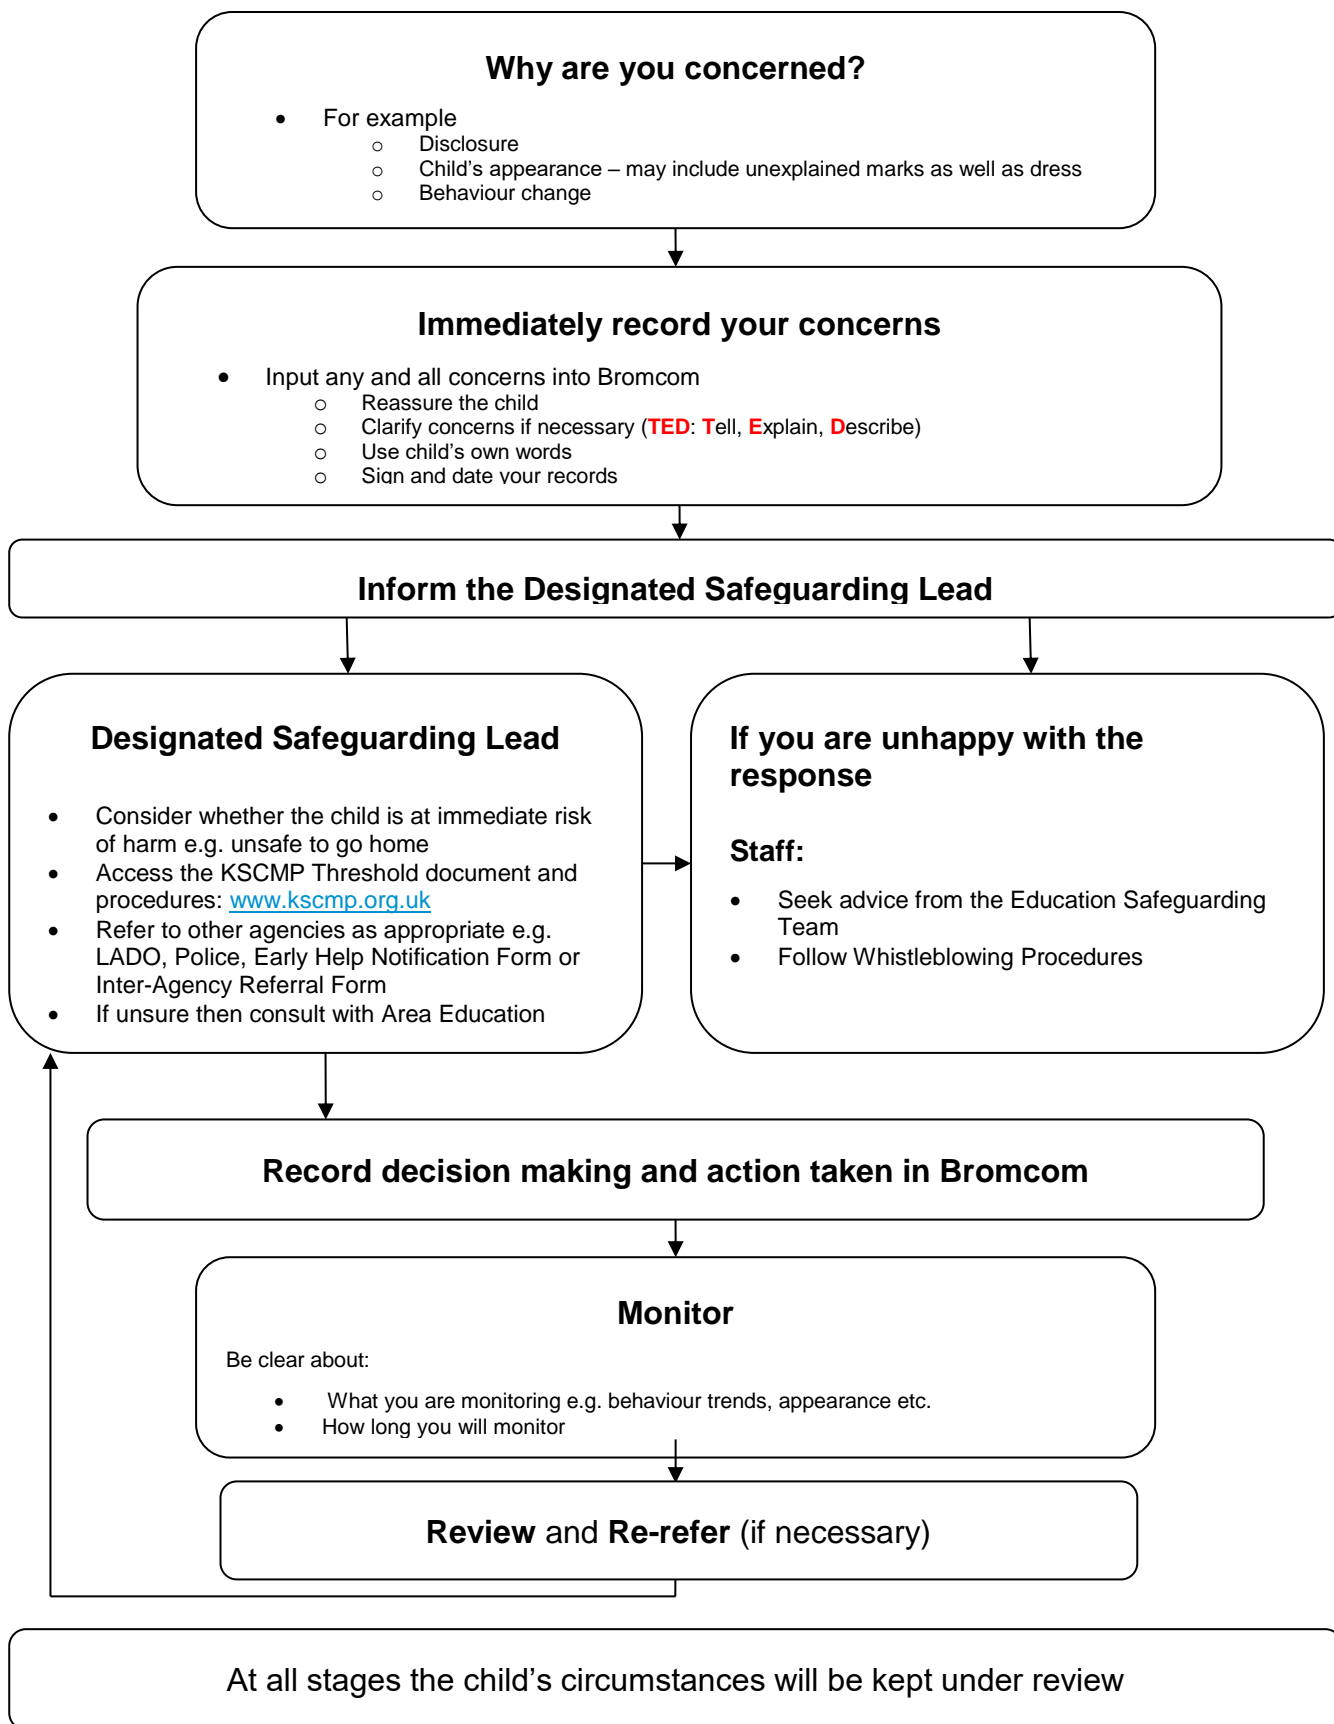 Why are you concerned?
• For example
o Disclosure
o Child's appearance – may include unexplained marks as well as dress
o Behaviour change
Immediately record your concerns
• Input any and all concerns into Bromcom
o Reassure the child
o Clarify concerns if necessary (TED: Tell, Explain, Describe)
o Use child's own words
o Sign and date your records
Inform the Designated Safeguarding Lead
Designated Safeguarding Lead
• Consider whether the child is at immediate risk
of harm e.g. unsafe to go home
• Access the KSCMP Threshold document and
procedures: www.kscmp.org.uk
• Refer to other agencies as appropriate e.g.
LADO, Police, Early Help Notification Form or
Inter-Agency Referral Form
• If unsure then consult with Area Education
If you are unhappy with the
response
Staff:
• Seek advice from the Education Safeguarding
Team
• Follow Whistleblowing Procedures
Record decision making and action taken in Bromcom
Monitor
Be clear about:
• What you are monitoring e.g. behaviour trends, appearance etc.
• How long you will monitor
Review and Re-refer (if necessary)
At all stages the child's circumstances will be kept under review